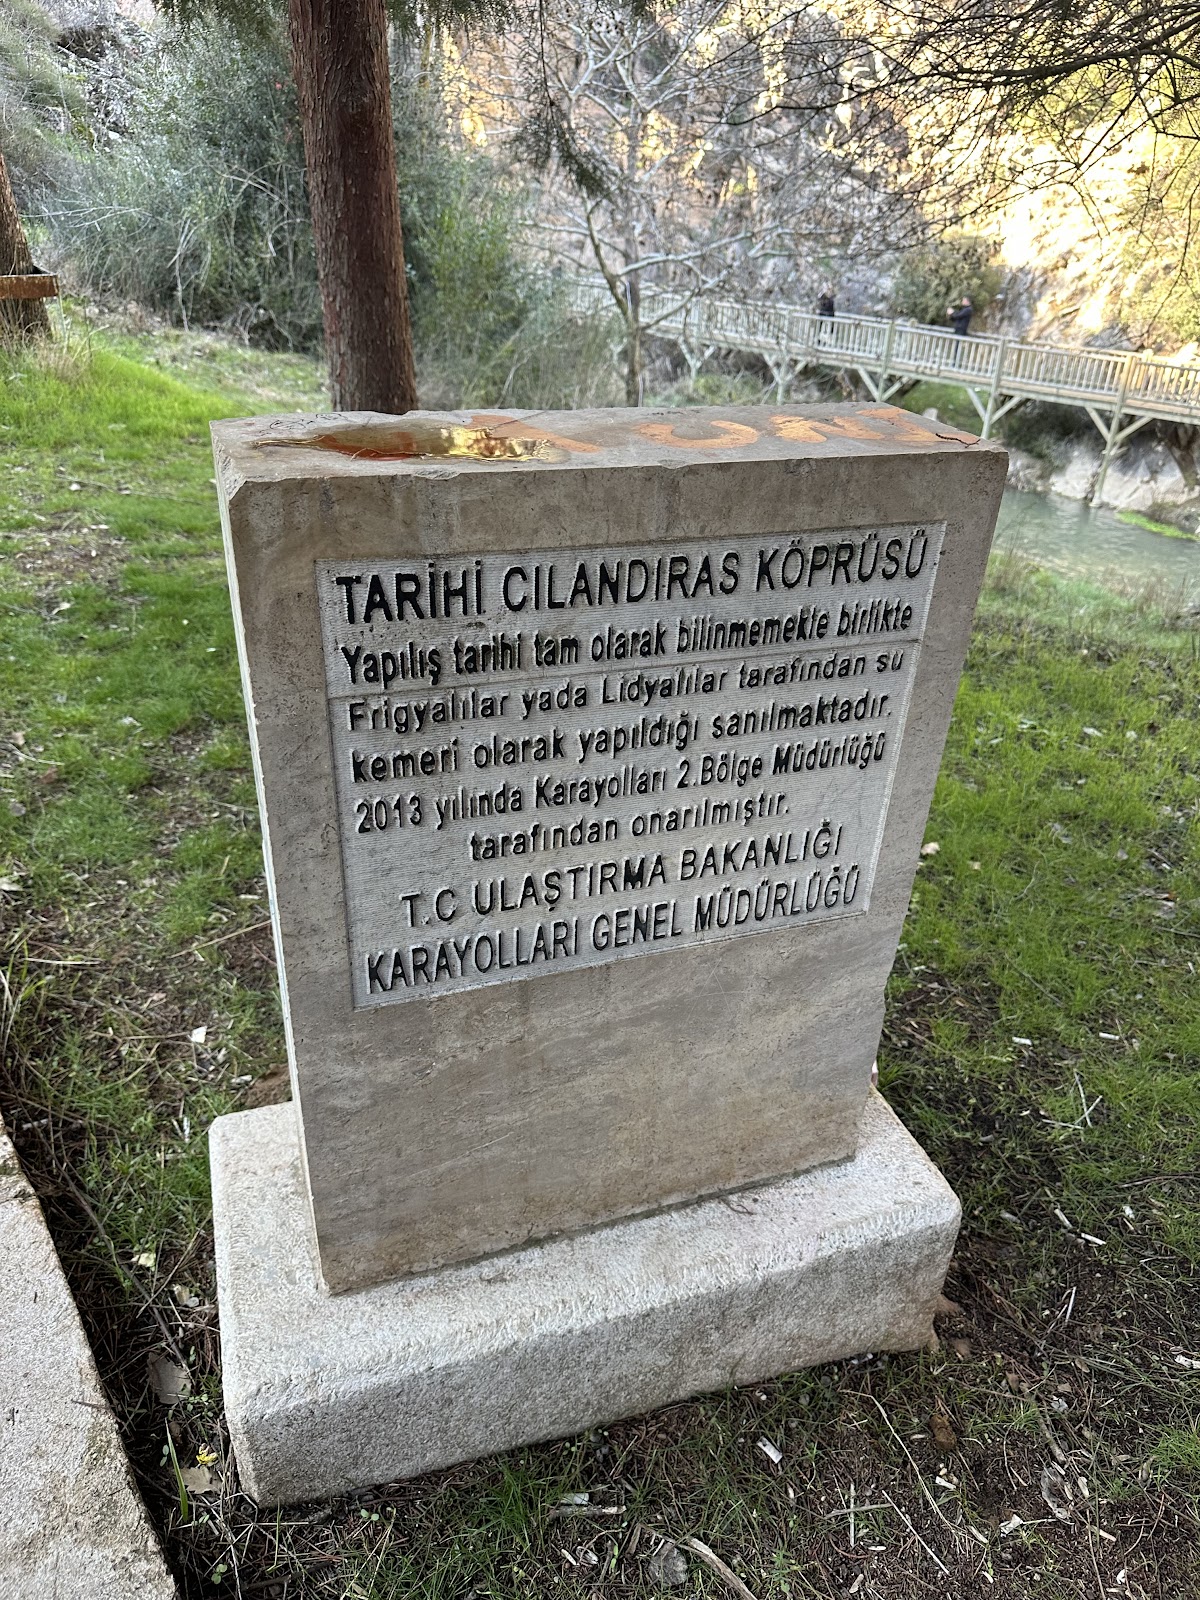 TARİHİ CILANDIRAS KÖPRÜSÜ
Yapılış tarihi tam olarak bilinmemekte birlikte
Frigyalılar yada Lidyalılar tarafından su
kemeri olarak yapıldığı sanılmaktadır.
2013 yılında Karayolları 2.Bölge Müdürlüğü
tarafından onarılmıştır.
T.C ULAŞTIRMA BAKANLIĞI
KARAYOLLARI GENEL MÜDÜRLÜĞÜ